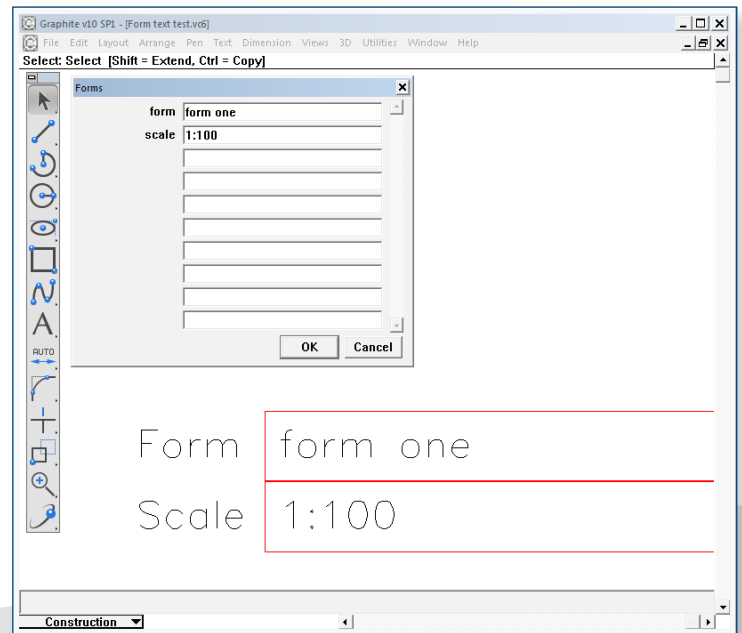 Graphite v10 SP1 - [Form text test.vc6]
File Edit Layout Arrange Pen Text Dimension Views 3D Utilities Window Help
Select: Select [Shift = Extend, Ctrl = Copy]
Forms
form form one
scale 1:100
OK Cancel
A
AUTO
Form form one
Scale 1:100
Construction